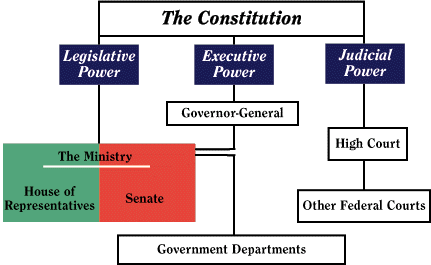 The Constitution
Legislative
Power
Executive
Power
Judicial
Power
Governor-General
The Ministry
High Court
House of
Representatives
Senate
Other Federal Courts
Government Departments